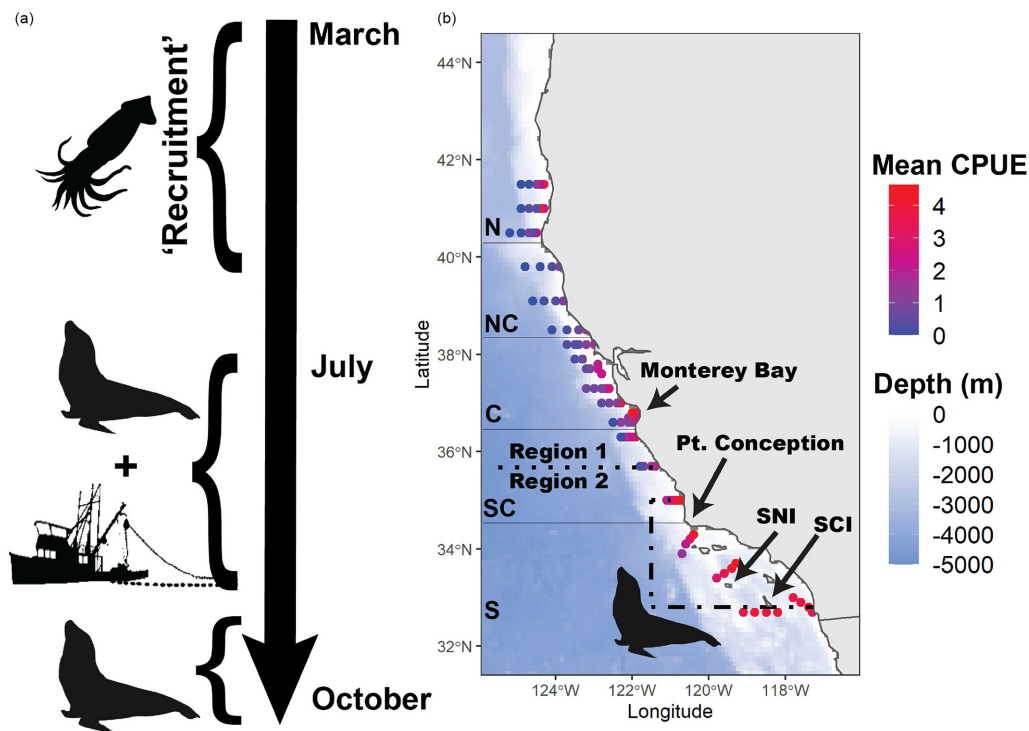 (a)
March
'Recruitment'
July
+
October
(b)
44°N
42°N
40°N
38°N
36°N
34°N
32°N
Latitude
124°W
122°W
120°W
118°W
Longitude
N
NC
C
SC
S
Monterey Bay
Region 1
Region 2
Pt. Conception
SNI
SCI
Mean CPUE
4
3
2
1
0
Depth (m)
0
-1000
-2000
-3000
-4000
-5000